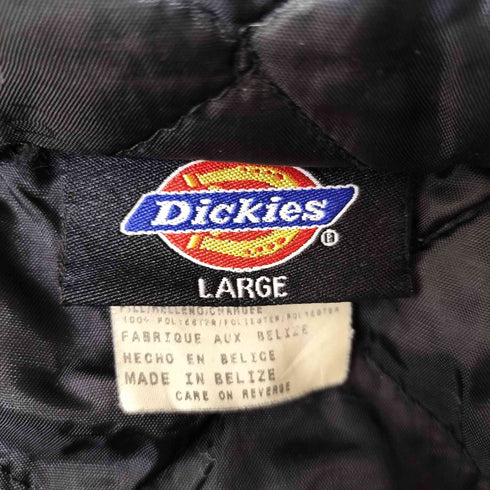 Dickies
®
LARGE
FILL/RELLENO/CHARGE
100% POLYESTER/POLIESTER/POLYESTER
FABRIQUE AUX BELIZE
HECHO EN BELICE
MADE IN BELIZE
CARE ON REVERSE